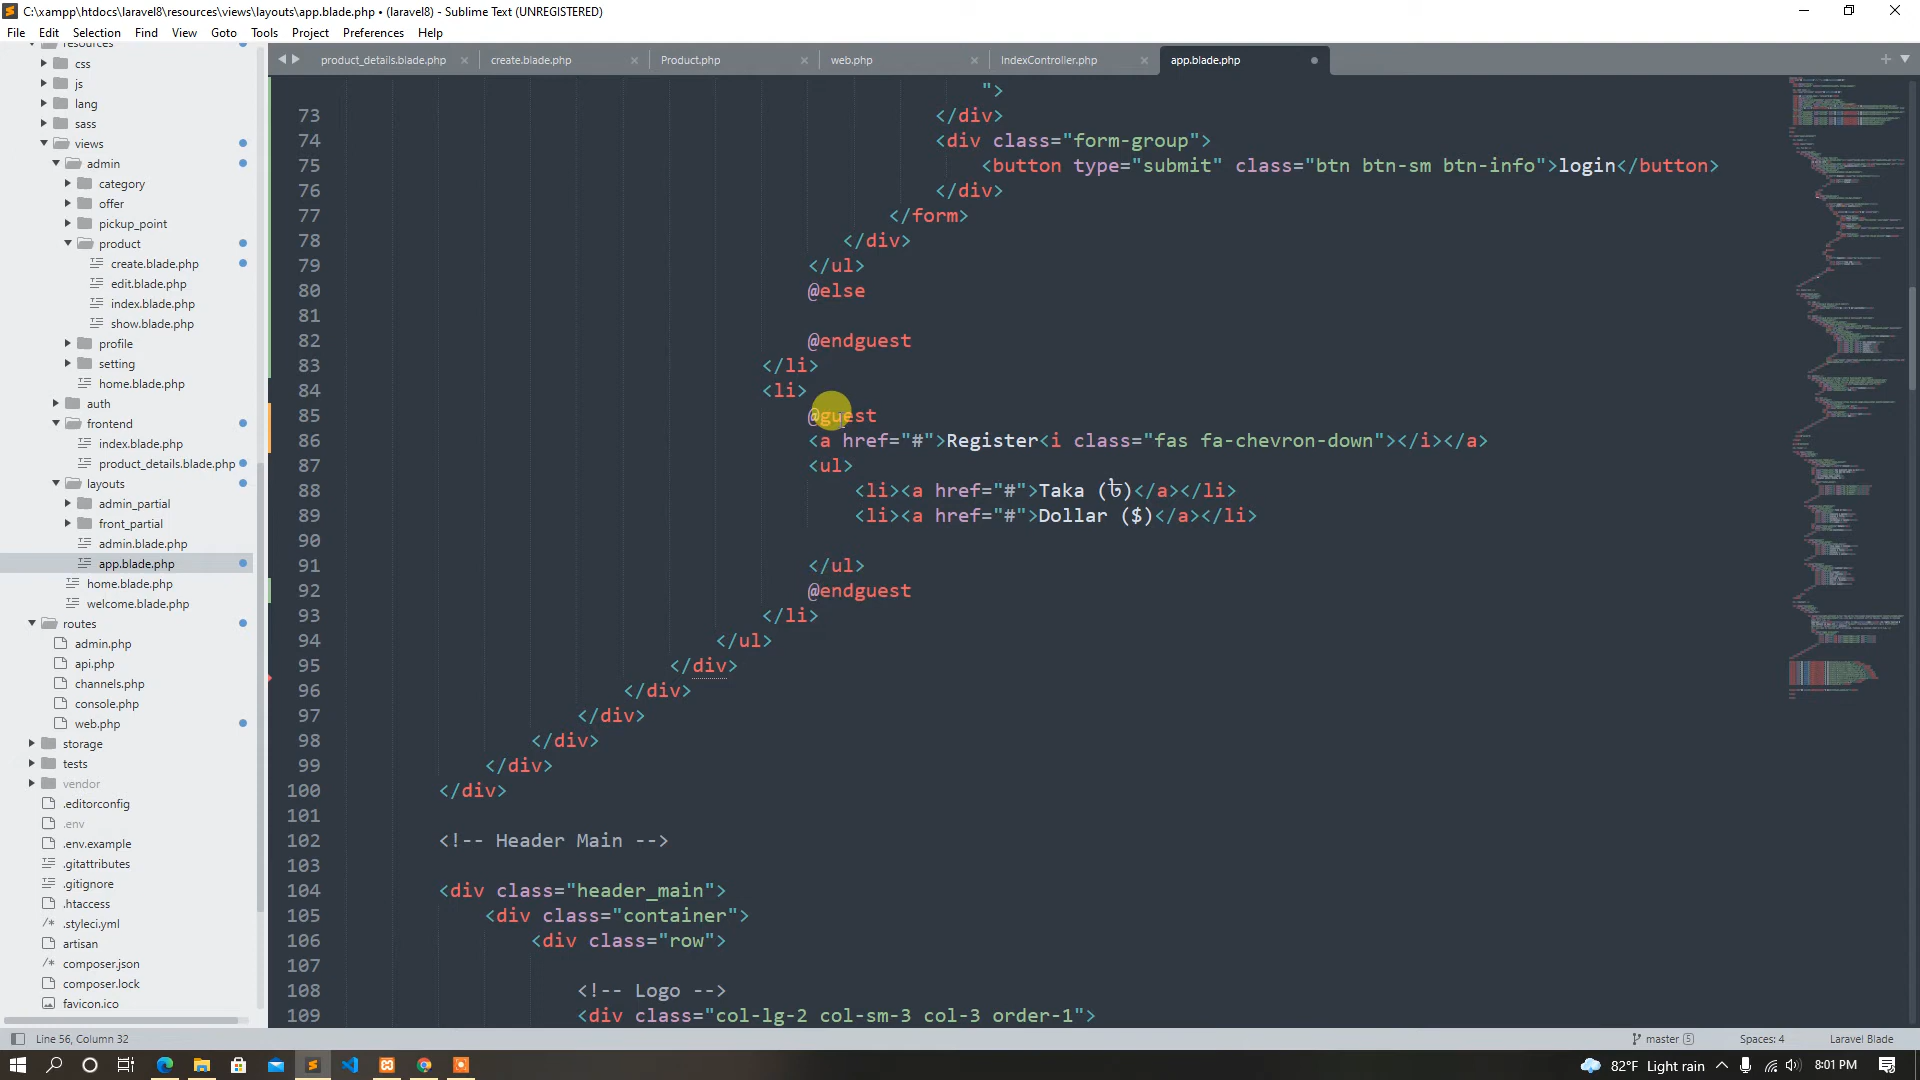 C:\xampp\htdocs\laravel8\resources\views\layouts\app.blade.php • (laravel8) - Sublime Text (UNREGISTERED)
File Edit Selection Find View Goto Tools Project Preferences Help
product_details.blade.php create.blade.php Product.php web.php IndexController.php app.blade.php
resources
css
js
lang
sass
views
admin
category
offer
pickup_point
product
create.blade.php
edit.blade.php
index.blade.php
show.blade.php
profile
setting
home.blade.php
auth
frontend
index.blade.php
product_details.blade.php
layouts
admin_partial
front_partial
admin.blade.php
app.blade.php
home.blade.php
welcome.blade.php
routes
admin.php
api.php
channels.php
console.php
web.php
storage
tests
vendor
.editorconfig
.env
.env.example
.gitattributes
.gitignore
.htaccess
.styleci.yml
artisan
composer.json
composer.lock
favicon.ico
">
73 </div>
74 <div class="form-group">
75 <button type="submit" class="btn btn-sm btn-info">login</button>
76 </div>
77 </form>
78 </div>
79 </ul>
80 @else
81
82 @endguest
83 </li>
84 <li>
85 @guest
86 <a href="#">Register<i class="fas fa-chevron-down"></i></a>
87 <ul>
88 <li><a href="#">Taka (৳)</a></li>
89 <li><a href="#">Dollar ($)</a></li>
90
91 </ul>
92 @endguest
93 </li>
94 </ul>
95 </div>
96 </div>
97 </div>
98 </div>
99 </div>
100 </div>
101
102 <!-- Header Main -->
103
104 <div class="header_main">
105 <div class="container">
106 <div class="row">
107
108 <!-- Logo -->
109 <div class="col-lg-2 col-sm-3 col-3 order-1">
Line 56, Column 32 master 5 Spaces: 4 Laravel Blade
82°F Light rain 8:01 PM